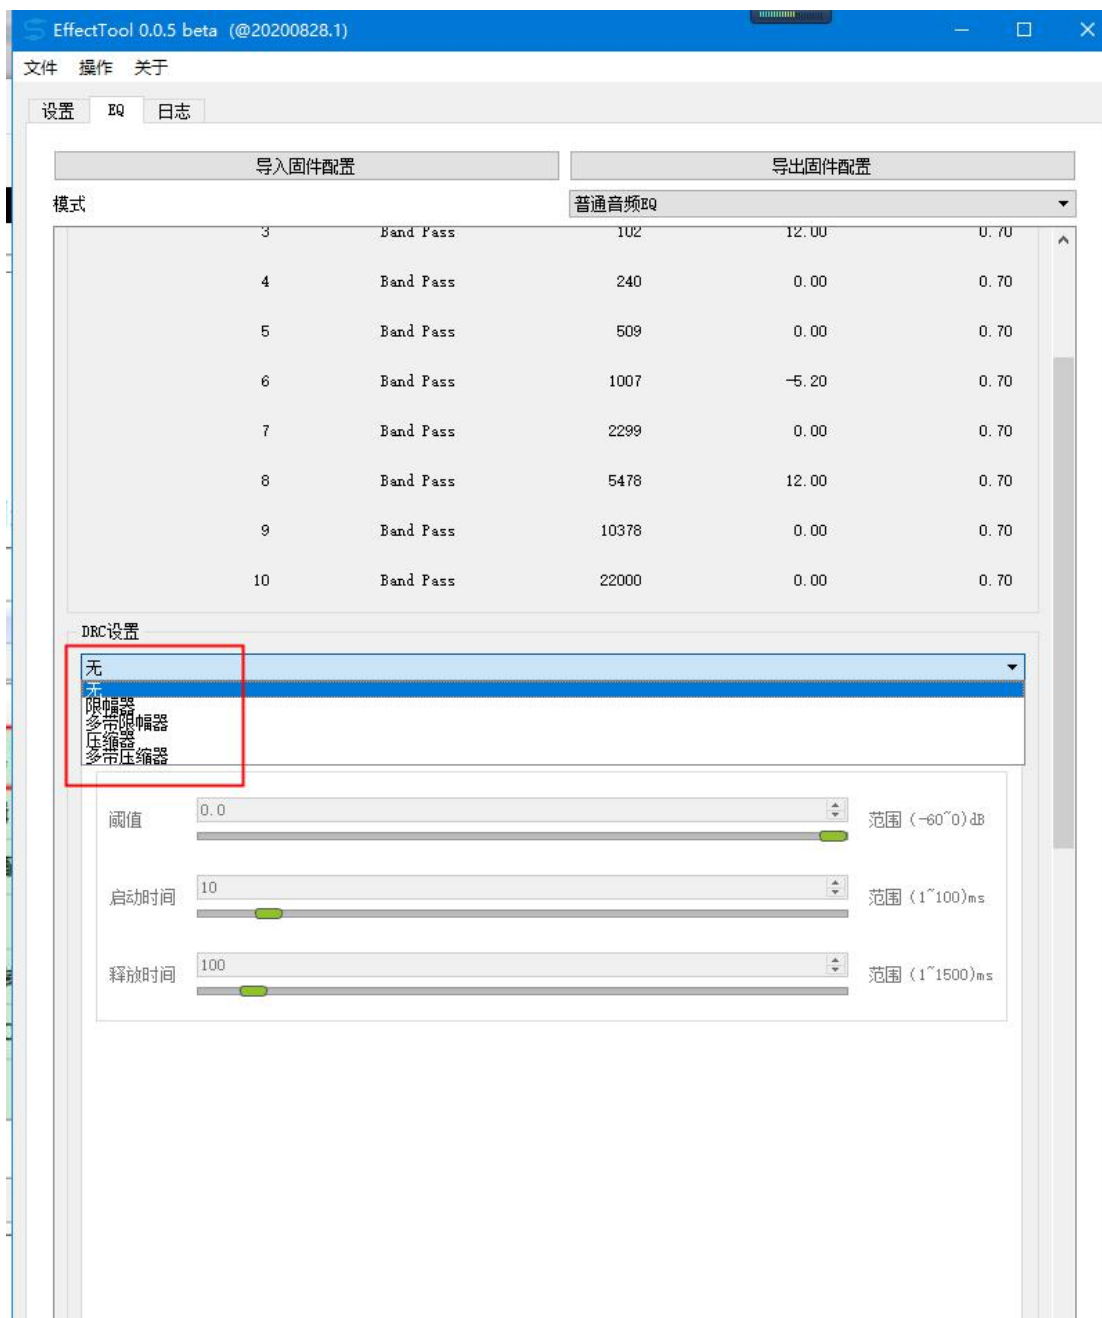 EffectTool 0.0.5 beta (@20200828.1)
文件 操作 关于
设置 EQ 日志
导入固件配置 导出固件配置
模式 普通音频EQ
3 Band Pass 102 12.00 0.70
4 Band Pass 240 0.00 0.70
5 Band Pass 509 0.00 0.70
6 Band Pass 1007 -5.20 0.70
7 Band Pass 2299 0.00 0.70
8 Band Pass 5478 12.00 0.70
9 Band Pass 10378 0.00 0.70
10 Band Pass 22000 0.00 0.70
DRC设置
无
无
限幅器
多带限幅器
压缩器
多带压缩器
阈值 0.0 范围 (-60~0)dB
启动时间 10 范围 (1~100)ms
释放时间 100 范围 (1~1500)ms